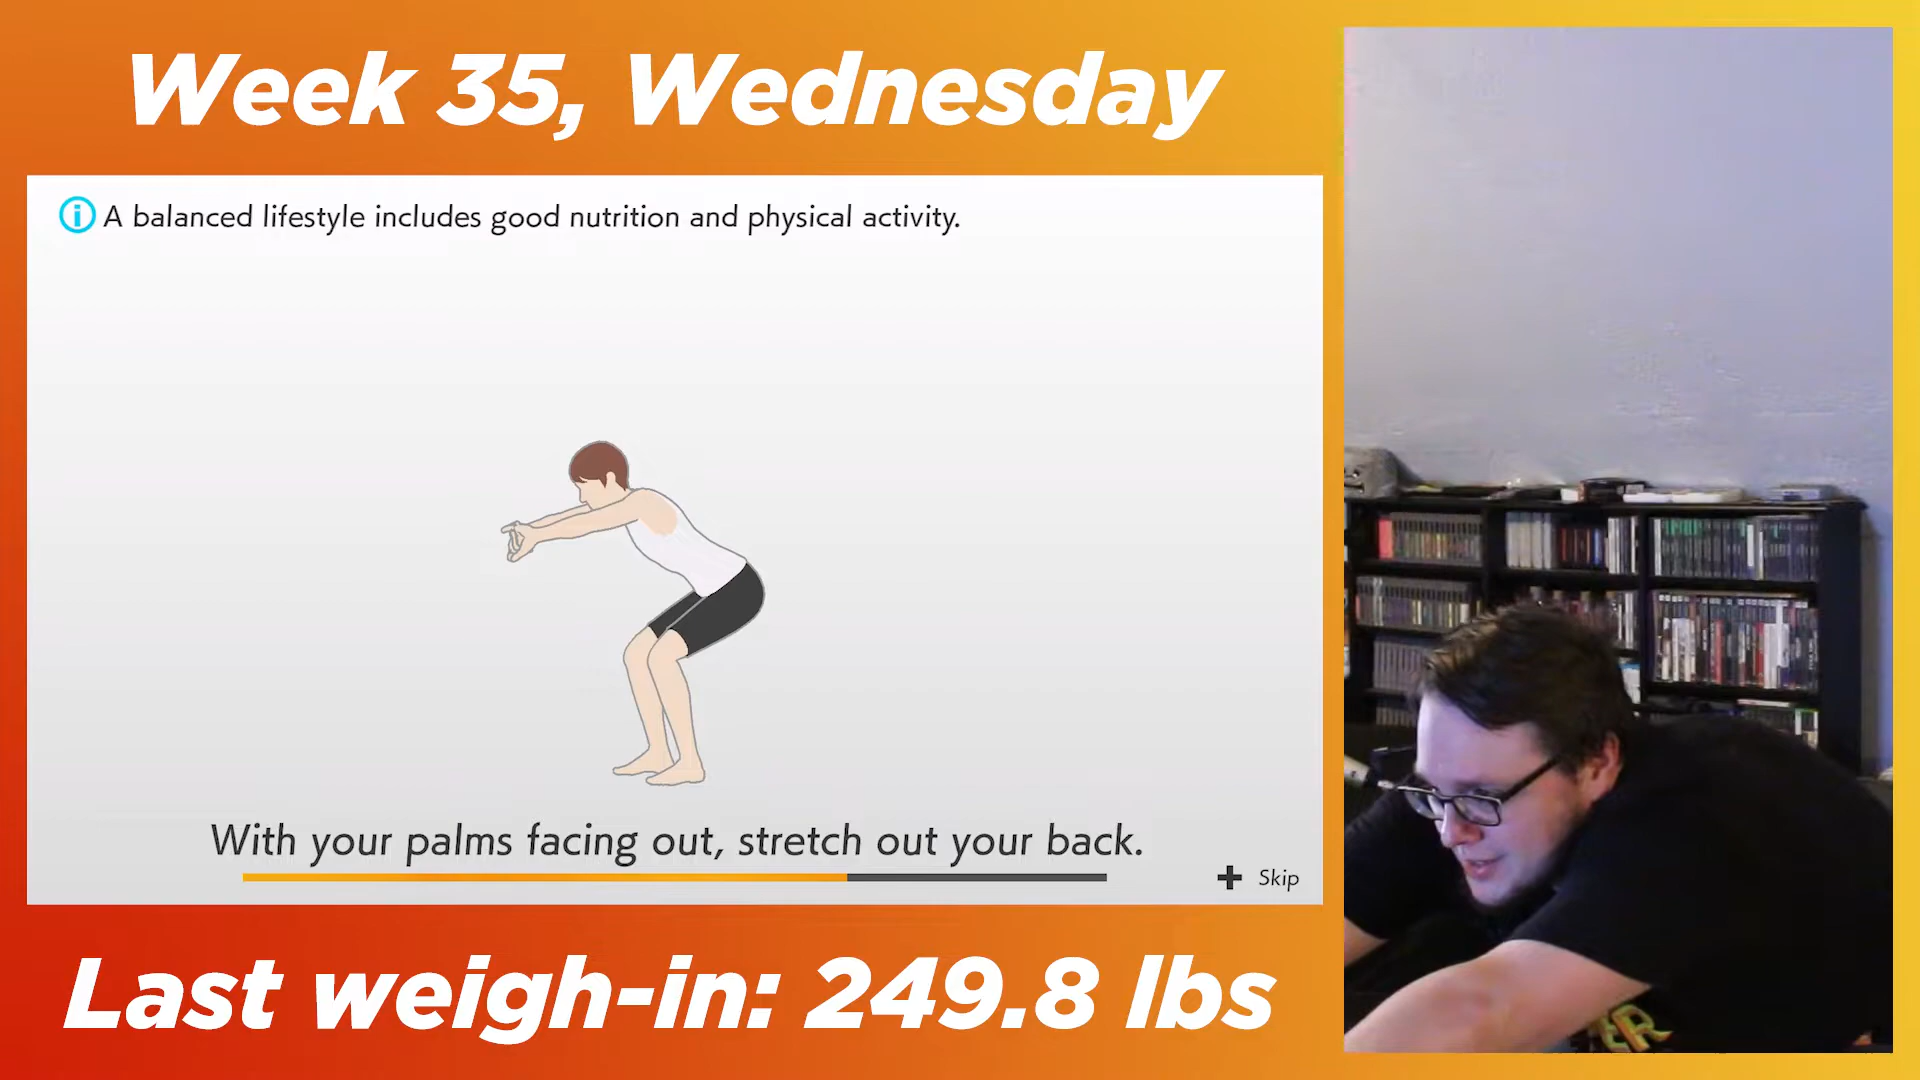 Week 35, Wednesday
A balanced lifestyle includes good nutrition and physical activity.
With your palms facing out, stretch out your back.
Skip
Last weigh-in: 249.8 lbs